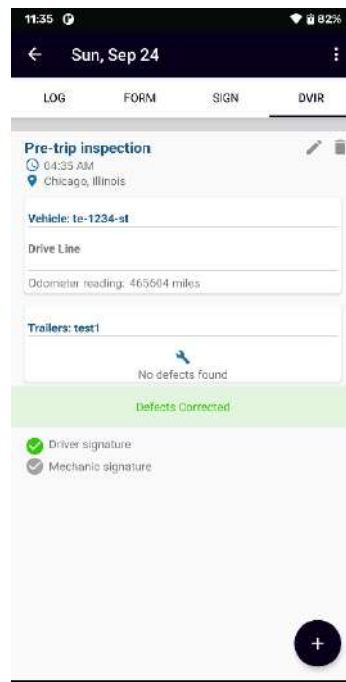 11:35 82%
Sun, Sep 24
LOG FORM SIGN DVIR
Pre-trip inspection
04:35 AM
Chicago, Illinois
Vehicle: te-1234-st
Drive Line
Odometer reading: 465604 miles
Trailers: test1
No defects found
Defects Corrected
Driver signature
Mechanic signature
+